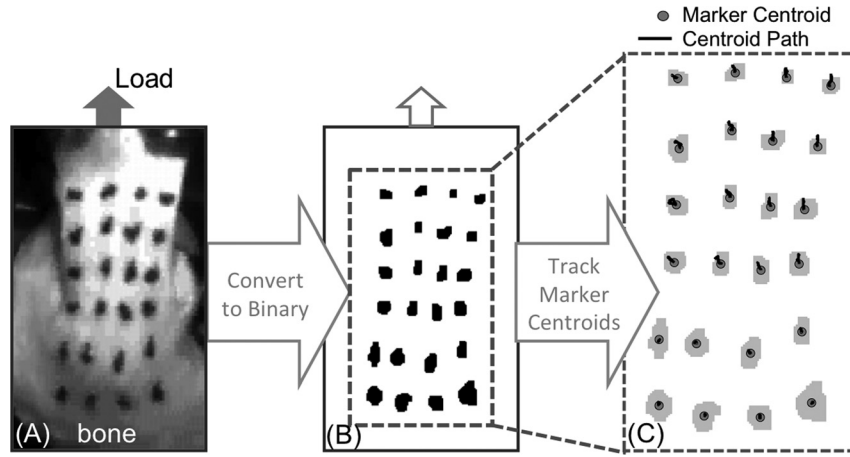 Marker Centroid
Centroid Path
Load
Convert
to Binary
Track
Marker
Centroids
(A) bone
(B)
(C)